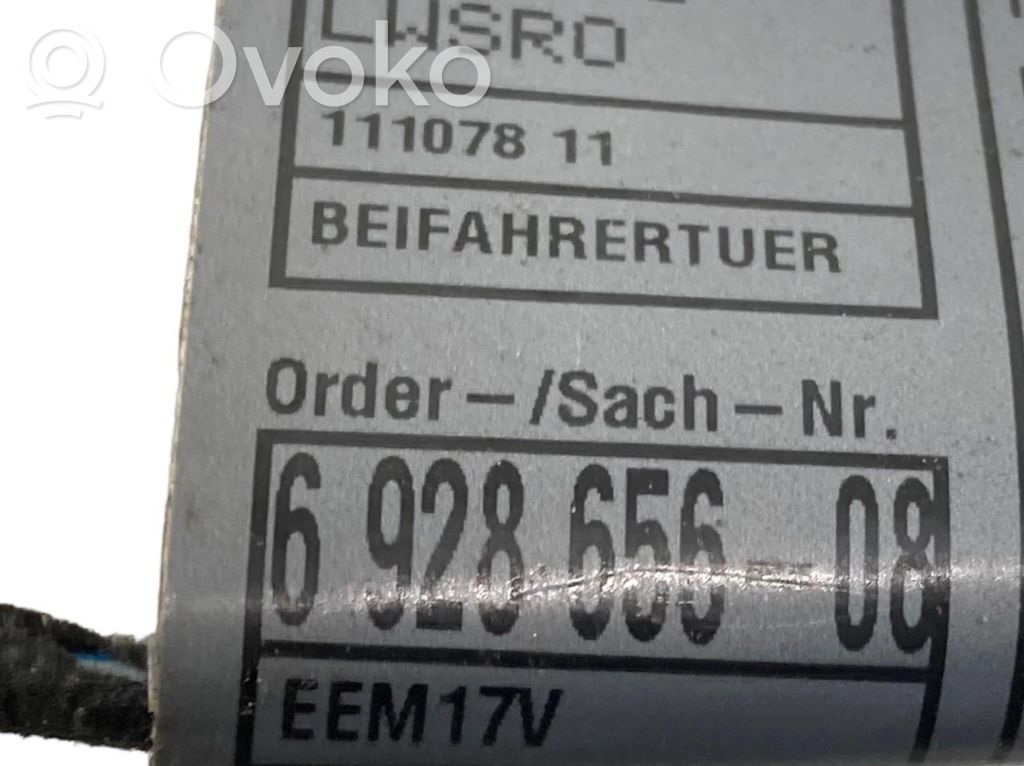 LWSRO
Ovoko
111078 11
BEIFAHRERTUER
Order-/Sach-Nr.
6 928 656-08
EEM17V